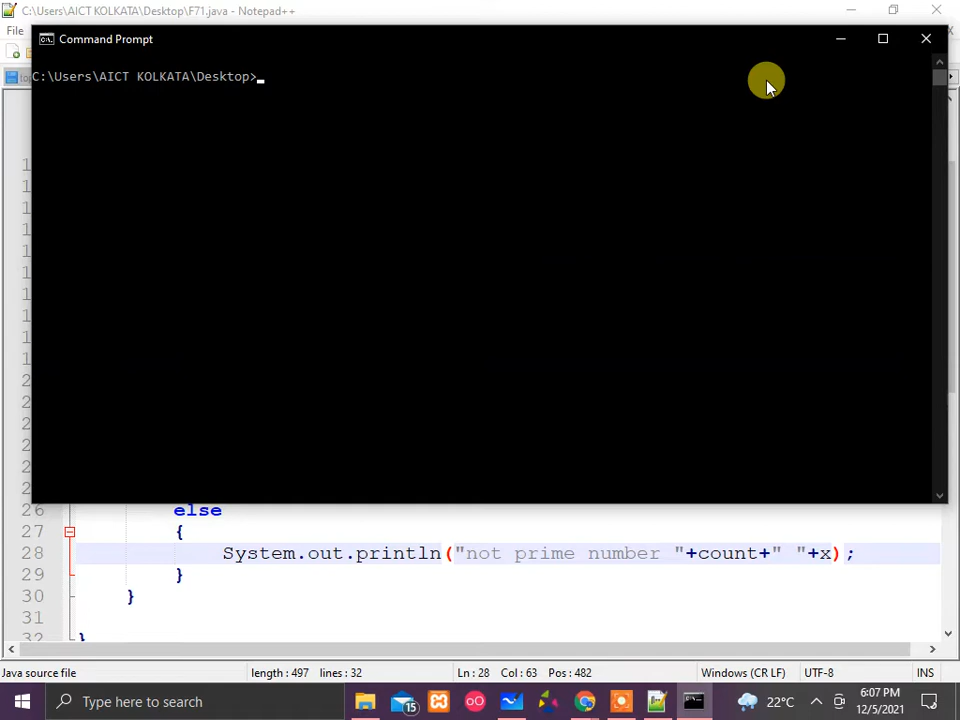 C:\Users\AICT KOLKATA\Desktop\F71.java - Notepad++
File
Command Prompt
C:\Users\AICT KOLKATA\Desktop>
26 else
27 {
28 System.out.println("not prime number "+count+" "+x);
29 }
30 }
31
32 }
Java source file length : 497 lines : 32 Ln : 28 Col : 63 Pos : 482 Windows (CR LF) UTF-8 INS
Type here to search 15 22°C 6:07 PM
12/5/2021